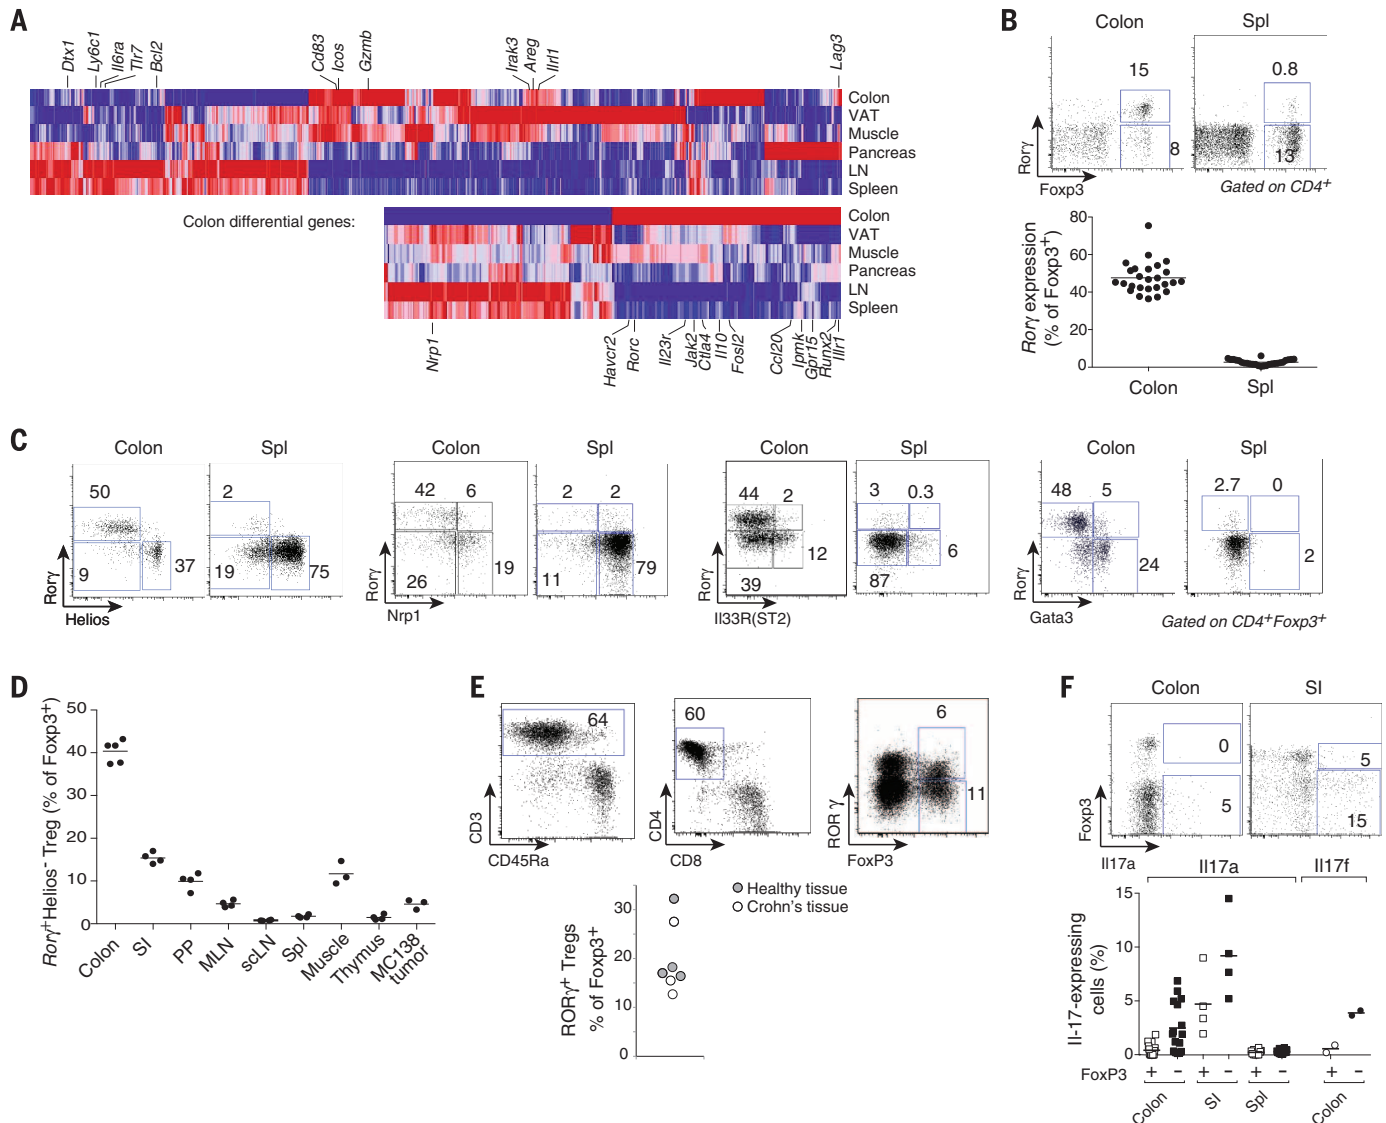 A
Dtx1
Ly6c1
Il6ra
Tlr7
Bcl2
Cd83
Icos
Gzmb
Irak3
Areg
Ilrl1
Lag3
Colon
VAT
Muscle
Pancreas
LN
Spleen
Colon differential genes:
Colon
VAT
Muscle
Pancreas
LN
Spleen
Nrp1
Havcr2
Rorc
Il23r
Jak2
Ctla4
Il10
Fosl2
Ccl20
Ipmk
Gpr15
Runx2
Illr1
B
Colon Spl
15 0.8
8 13
Rorγ
Foxp3
Gated on CD4+
Rorγ expression
(% of Foxp3+)
80
60
40
20
0
Colon Spl
C
Colon Spl Colon Spl Colon Spl Colon Spl
50 2 42 6 2 2 44 2 3 0.3 48 5 2.7 0
9 37 19 75 26 19 11 79 39 12 87 6 24 2
Rorγ Rorγ Rorγ Rorγ
Helios Nrp1 Il33R(ST2) Gata3
Gated on CD4+Foxp3+
D
Rorγ+Helios- Treg (% of Foxp3+)
50
40
30
20
10
0
Colon
SI
PP
MLN
scLN
Spl
Muscle
Thymus
MC138
tumor
E
64 60 6
11
CD3 CD4 ROR γ
CD45Ra CD8 FoxP3
Healthy tissue
Crohn's tissue
RORγ+ Tregs
% of Foxp3+
30
20
10
0
F
Colon SI
0 5
5 15
Foxp3
Il17a
Il17a Il17f
Il-17-expressing
cells (%)
15
10
5
0
FoxP3 + - + - + - + -
Colon SI Spl Colon